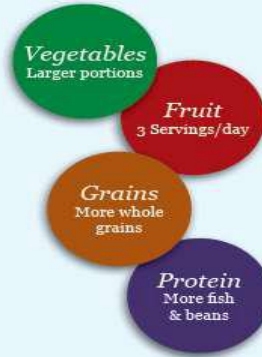 Vegetables
Larger portions
Fruit
3 Servings/day
Grains
More whole
grains
Protein
More fish
& beans